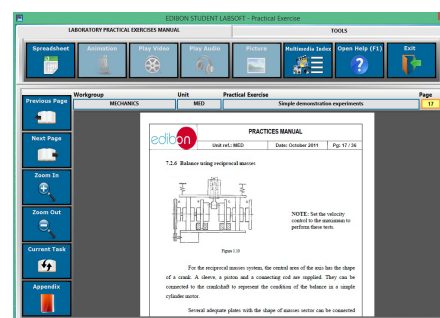 EDIBON STUDENT LABSOFT - Practical Exercise
LABORATORY PRACTICAL EXERCISES MANUAL
TOOLS
Spreadsheet
Animation
Play Video
Play Audio
Picture
Multimedia Index
Open Help (F1)
Exit
Workgroup
Unit
Practical Exercise
Page
MECHANICS
MED
Simple demonstration experiments
17
Previous Page
Next Page
Zoom In
Zoom Out
Current Task
Appendix
edibon
PRACTICES MANUAL
Unit ref.: MED
Date: October 2011
Pg: 17 / 36
7.2.6 Balance using reciprocal masses
NOTE: Set the velocity
control to the maximum to
perform these tests.
For the reciprocal masses system, the central area of the axis has the shape
of a crank. A sleeve, a piston and a connecting rod are supplied. They can be
connected to the crankshaft to represent the condition of the balance in a simple
cylinder motor.
Several adequate plates with the shape of masses sector can be connected